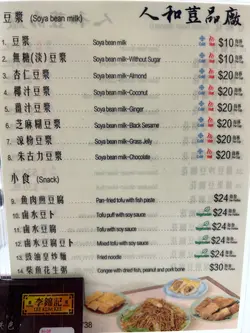 豆漿 (Soya bean milk) 人和荳品廠
1. 豆漿 Soya bean milk $10
2. 無糖(淡)豆漿 Soya bean milk-Without Sugar $10
3. 杏仁豆漿 Soya bean milk-Almond $20
4. 椰汁豆漿 Soya bean milk-Coconut $20
5. 薑汁豆漿 Soya bean milk-Ginger $20
6. 芝麻糊豆漿 Soya bean milk-Black Sesame $20
7. 涼粉豆漿 Soya bean milk-Grass Jelly $20
8. 朱古力豆漿 Soya bean milk-Chocolate $20
小食 (Snack)
9. 魚肉煎豆腐 Pan-fried tofu with fish paste $24
10. 鹵水豆卜 Tofu puff with soy sauce $24
11. 鹵水豆腐 Tofu with soy sauce $24
12. 鹵水豆腐豆卜 Mixed tofu with soy sauce $24
13. 豉油皇炒麵 Fried noodle $24
14. 柴魚花生粥 Congee with dried fish, peanut and pork bone $30
李錦記
LEE KUM KEE
738